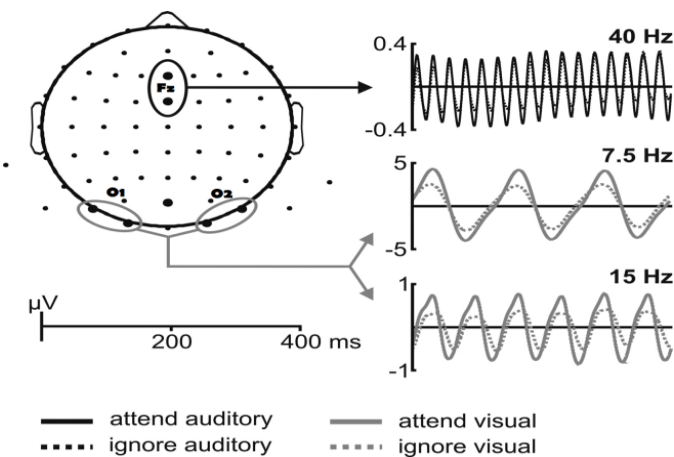 40 Hz
0.4
Fz
-0.4
7.5 Hz
5
O1
O2
-5
15 Hz
1
µV
200
400 ms
-1
attend auditory
attend visual
ignore auditory
ignore visual